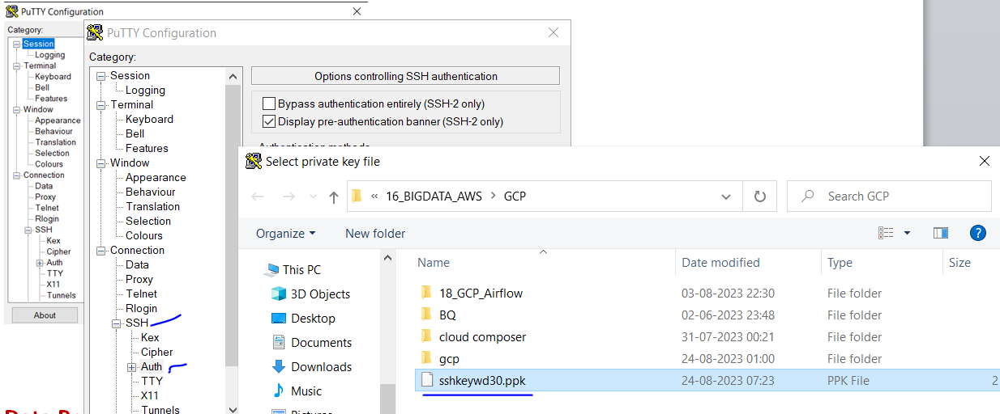 PuTTY Configuration
Category:
Session
Logging
Terminal
Keyboard
Bell
Features
Window
Appearance
Behaviour
Translation
Selection
Colours
Connection
Data
Proxy
Telnet
Rlogin
SSH
Kex
Cipher
Auth
TTY
X11
Tunnels
About
PuTTY Configuration
Category:
Session
Logging
Terminal
Keyboard
Bell
Features
Window
Appearance
Behaviour
Translation
Selection
Colours
Connection
Data
Proxy
Telnet
Rlogin
SSH
Kex
Cipher
Auth
TTY
X11
Tunnels
Options controlling SSH authentication
Bypass authentication entirely (SSH-2 only)
Display pre-authentication banner (SSH-2 only)
Authentication methods
Select private key file
« 16_BIGDATA_AWS > GCP
Search GCP
Organize New folder
This PC
3D Objects
Desktop
Documents
Downloads
Music
Pictures
Name Date modified Type Size
18_GCP_Airflow 03-08-2023 22:30 File folder
BQ 02-06-2023 23:48 File folder
cloud composer 31-07-2023 00:21 File folder
gcp 24-08-2023 01:00 File folder
sshkeywd30.ppk 24-08-2023 07:23 PPK File 2